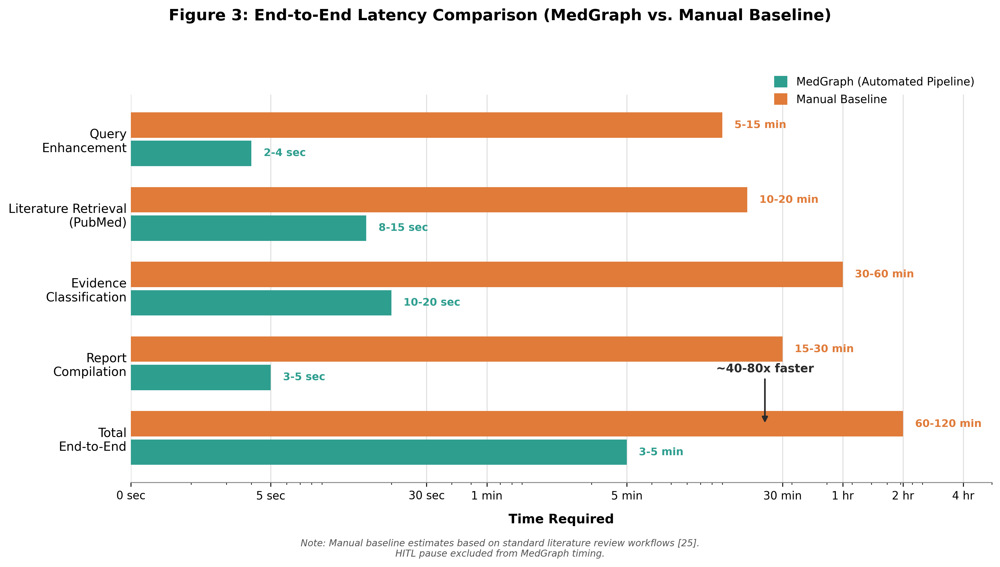 Figure 3: End-to-End Latency Comparison (MedGraph vs. Manual Baseline)
MedGraph (Automated Pipeline)
Manual Baseline
Query
Enhancement
5-15 min
2-4 sec
Literature Retrieval
(PubMed)
10-20 min
8-15 sec
Evidence
Classification
30-60 min
10-20 sec
Report
Compilation
15-30 min
3-5 sec
~40-80x faster
Total
End-to-End
60-120 min
3-5 min
0 sec 5 sec 30 sec 1 min 5 min 30 min 1 hr 2 hr 4 hr
Time Required
Note: Manual baseline estimates based on standard literature review workflows [25].
HITL pause excluded from MedGraph timing.